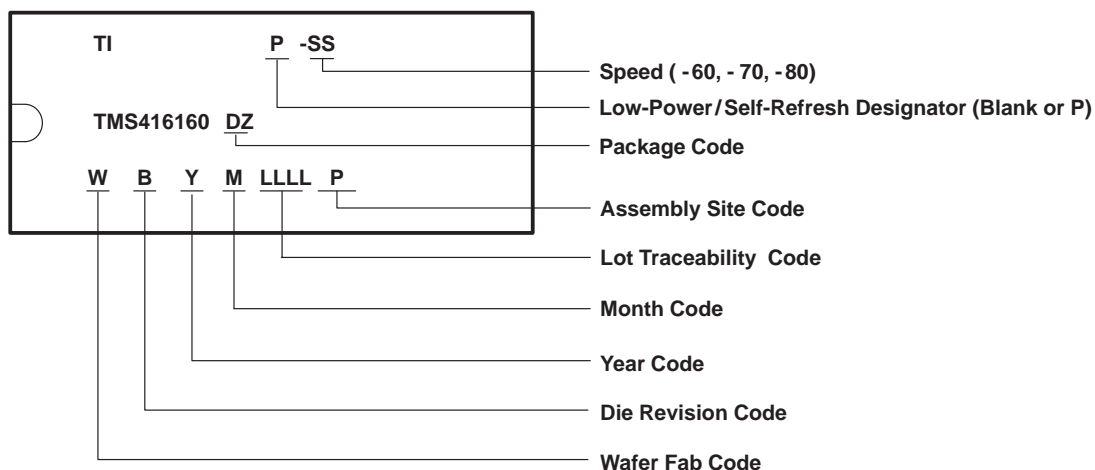 TI P -SS
Speed ( -60, - 70, -80)
Low-Power/Self-Refresh Designator (Blank or P)
TMS416160 DZ
Package Code
W B Y M LLLL P
Assembly Site Code
Lot Traceability Code
Month Code
Year Code
Die Revision Code
Wafer Fab Code